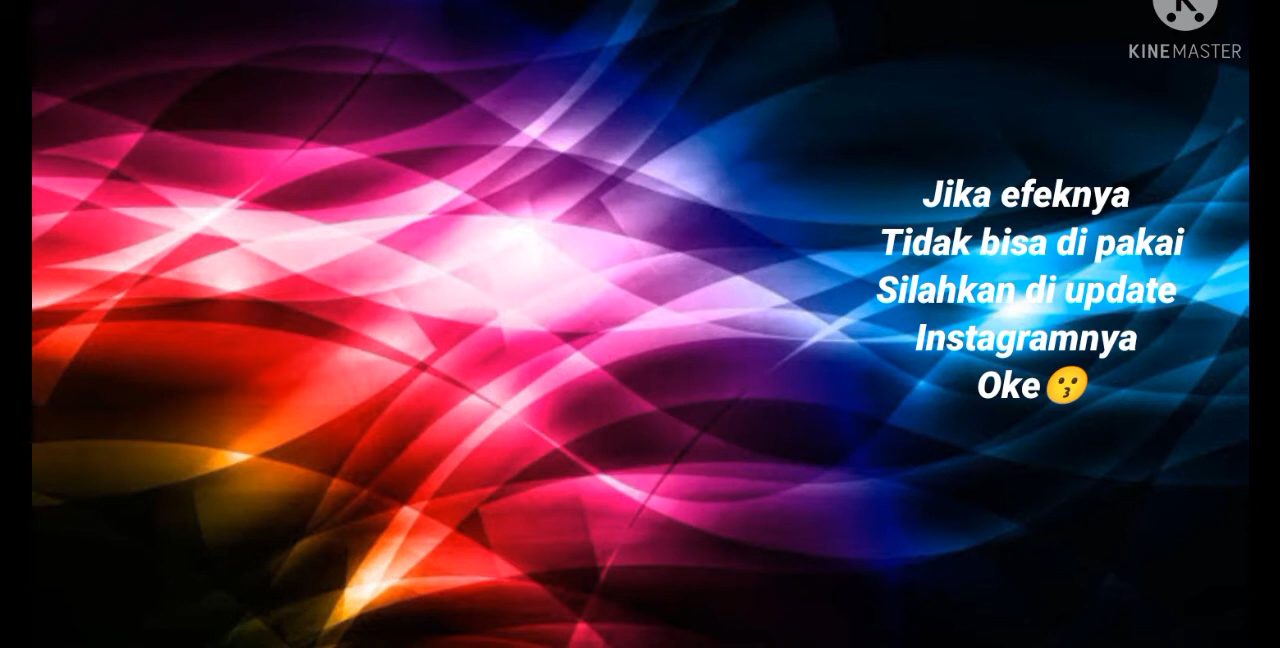 KINEMASTER
Jika efeknya
Tidak bisa di pakai
Silahkan di update
Instagramnya
Oke😗